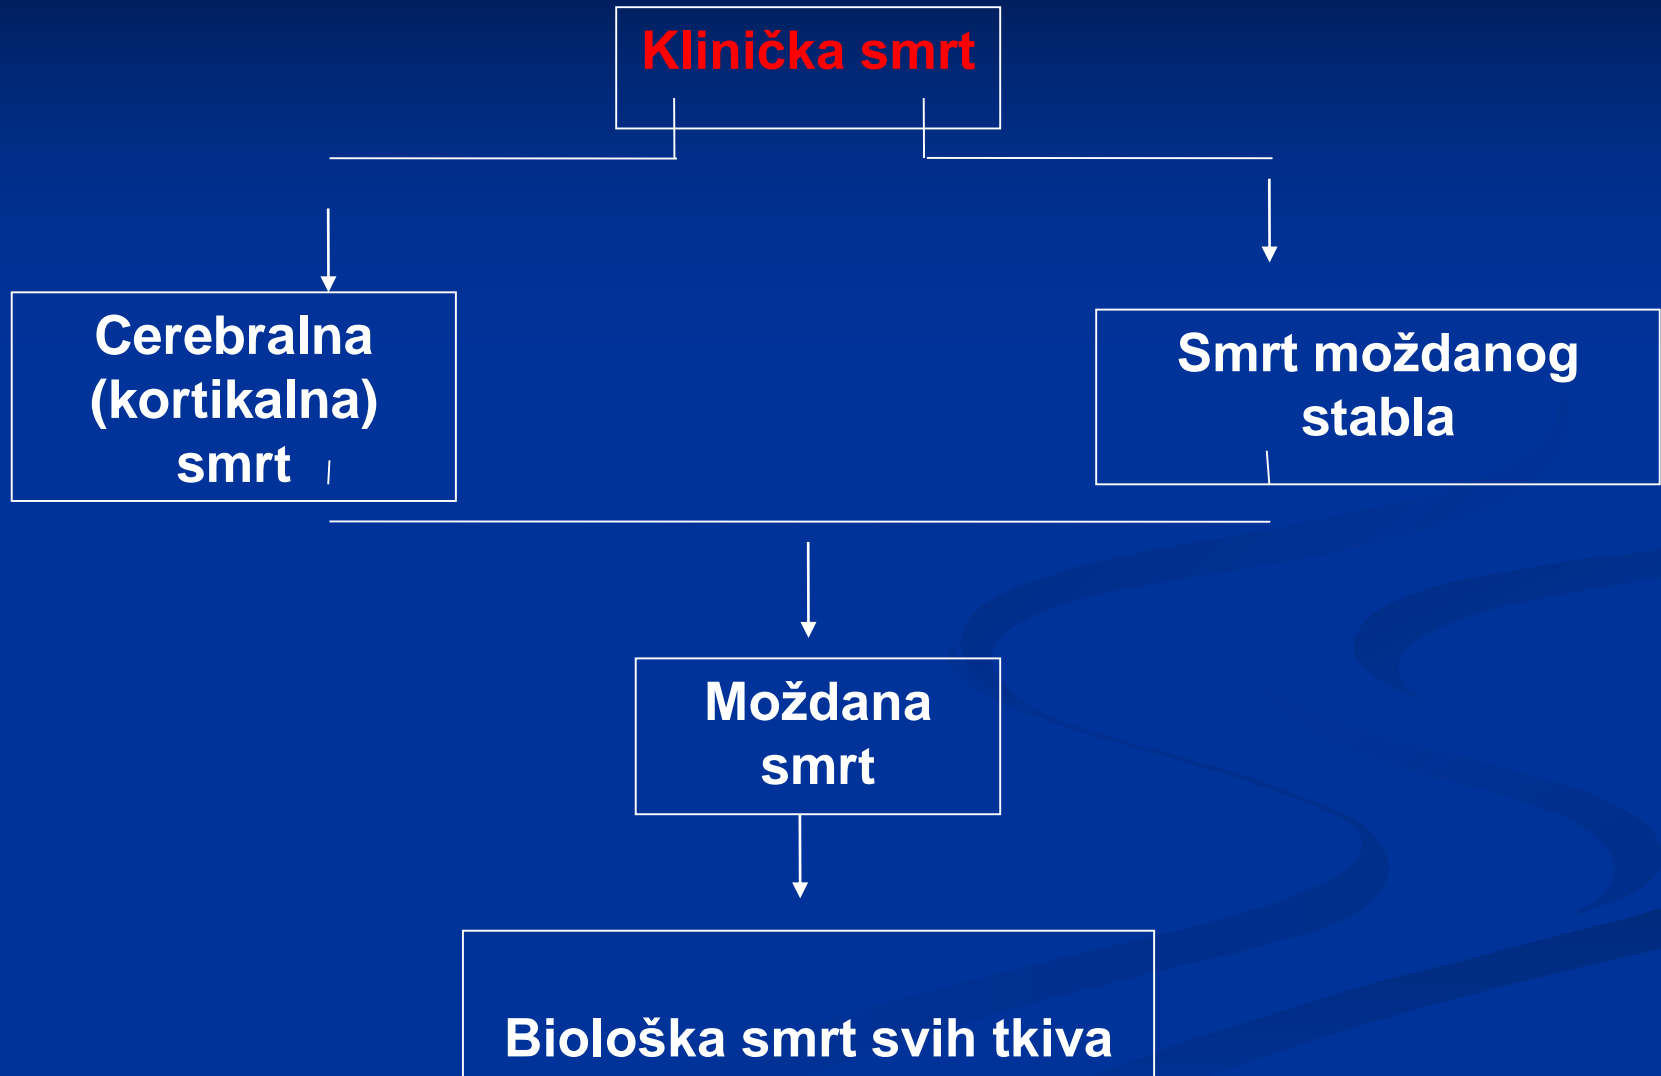 Klinička smrt
Cerebralna
(kortikalna)
smrt
Smrt moždanog
stabla
Moždana
smrt
Biološka smrt svih tkiva